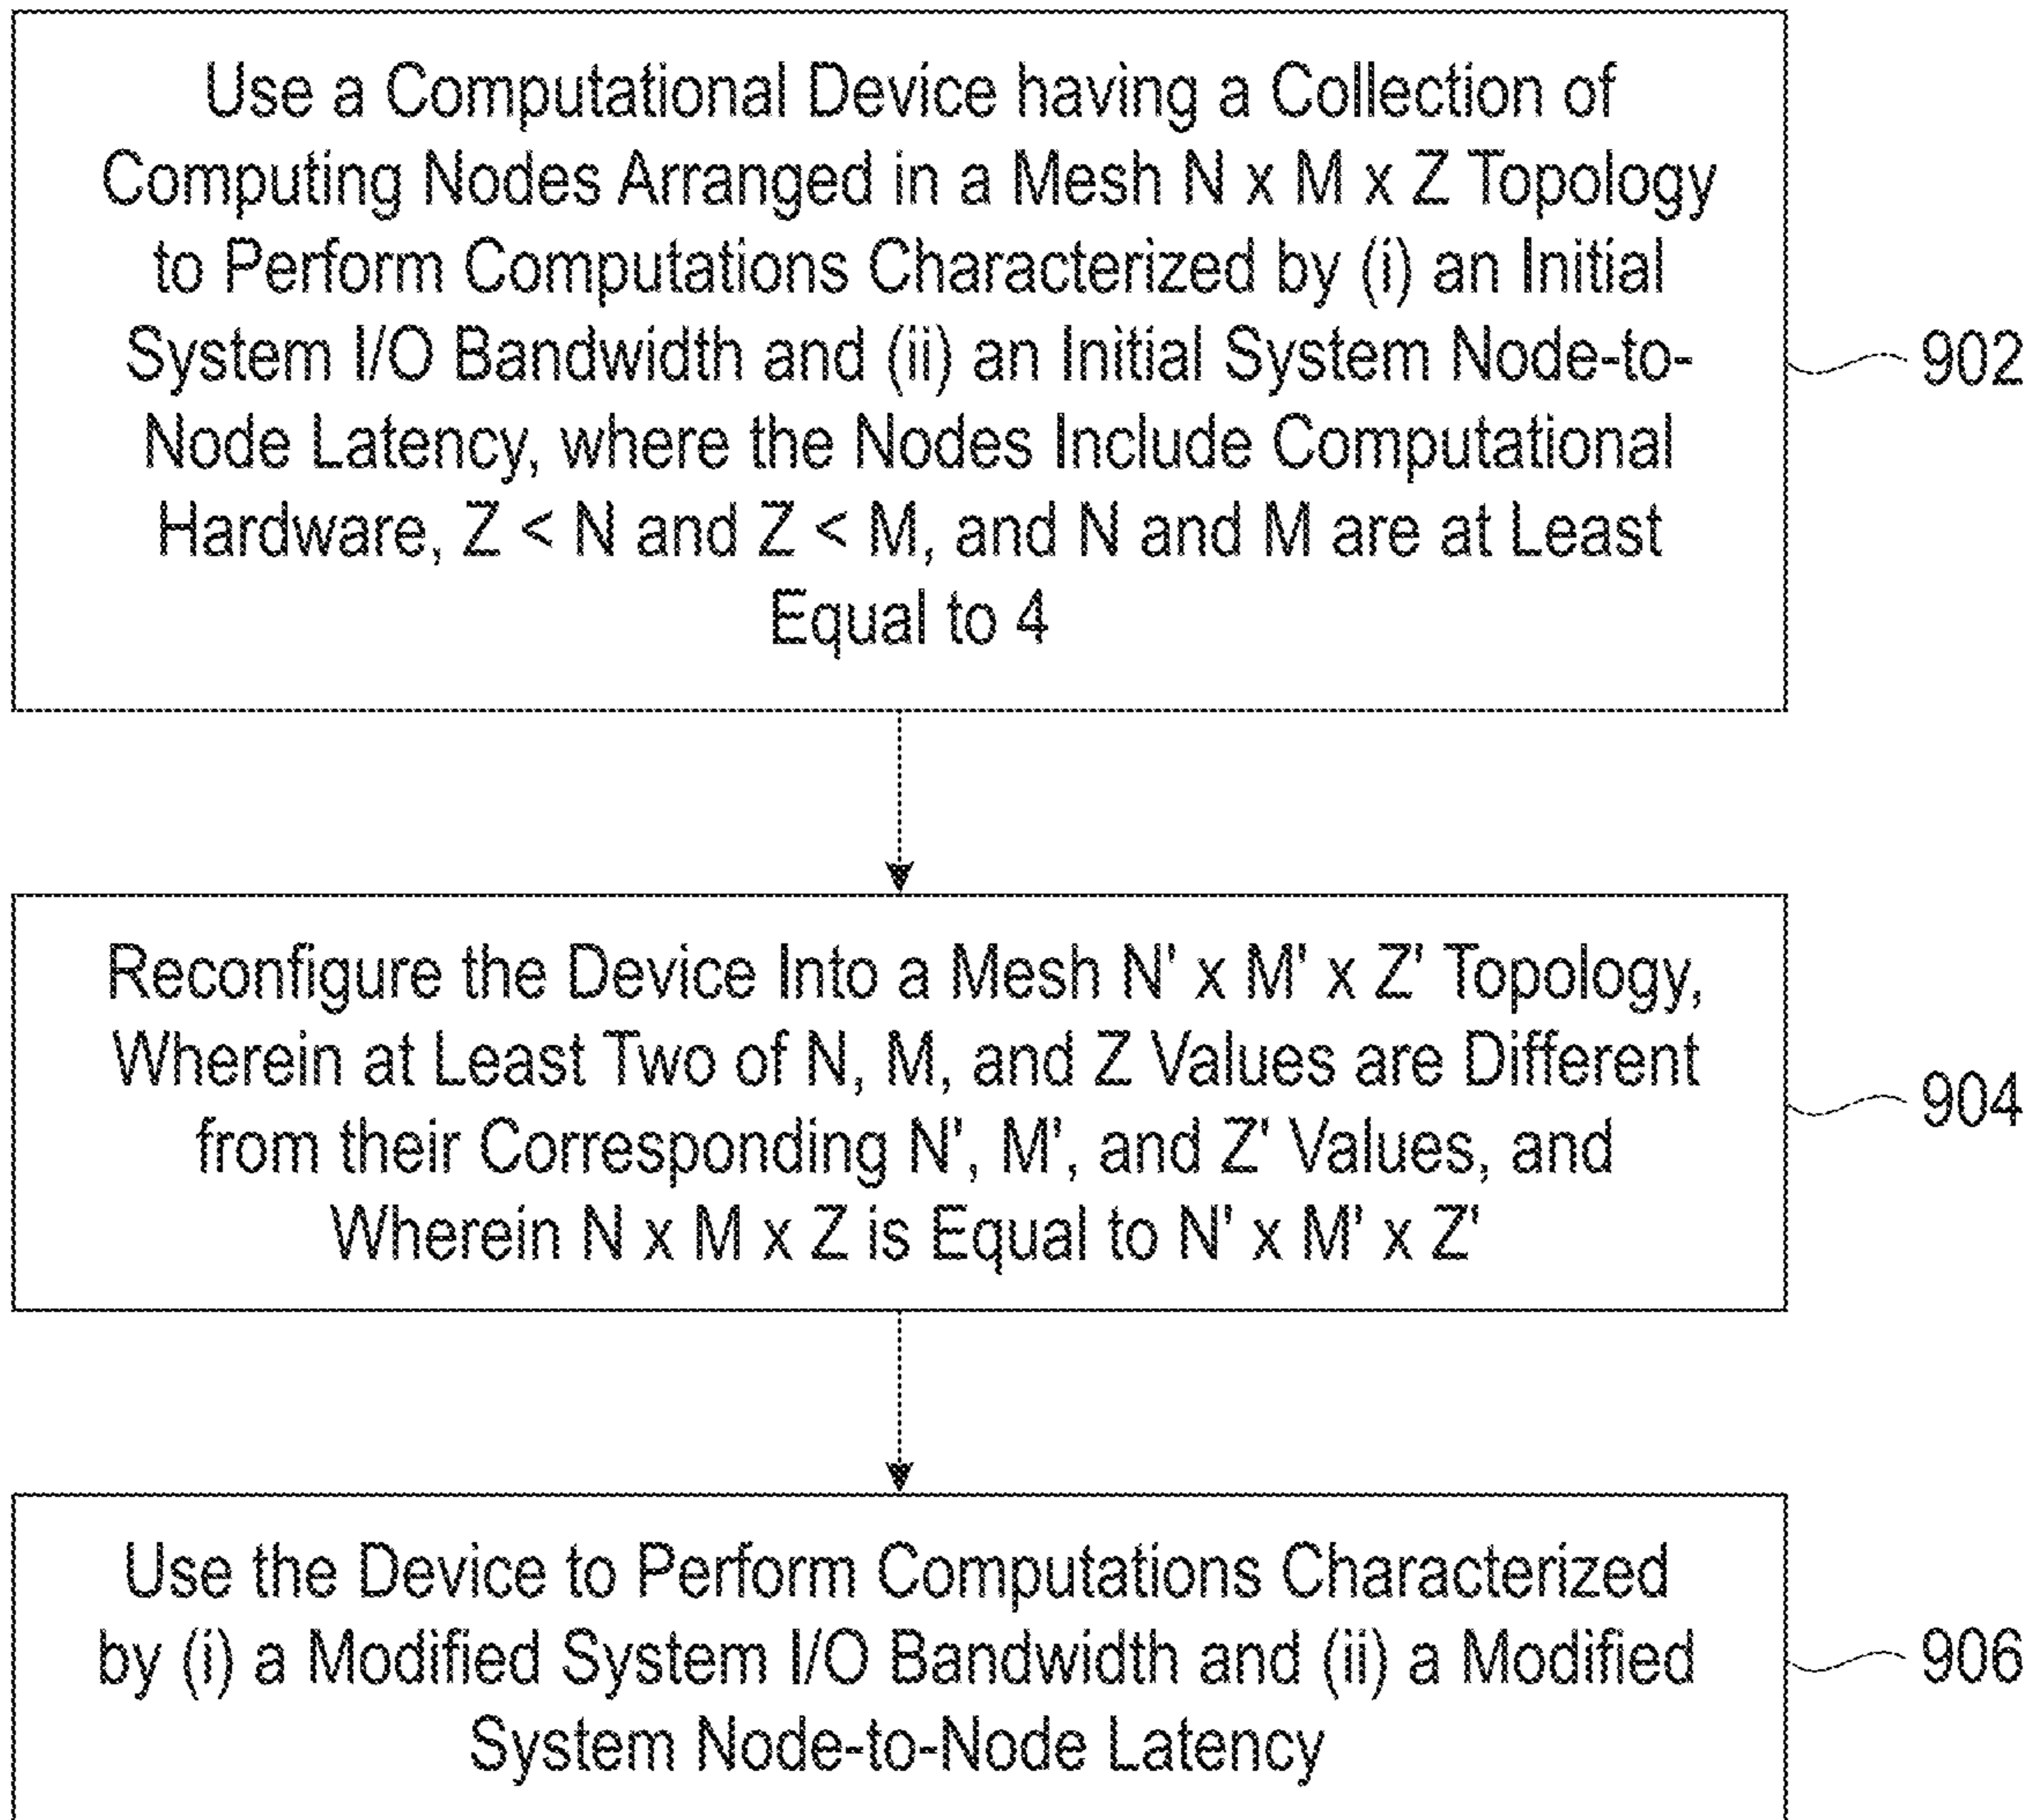 Use a Computational Device having a Collection of
Computing Nodes Arranged in a Mesh N x M x Z Topology
to Perform Computations Characterized by (i) an Initial
System I/O Bandwidth and (ii) an Initial System Node-to-
Node Latency, where the Nodes Include Computational
Hardware, Z < N and Z < M, and N and M are at Least
Equal to 4
902
Reconfigure the Device Into a Mesh N' x M' x Z' Topology,
Wherein at Least Two of N, M, and Z Values are Different
from their Corresponding N', M', and Z' Values, and
Wherein N x M x Z is Equal to N' x M' x Z'
904
Use the Device to Perform Computations Characterized
by (i) a Modified System I/O Bandwidth and (ii) a Modified
System Node-to-Node Latency
906